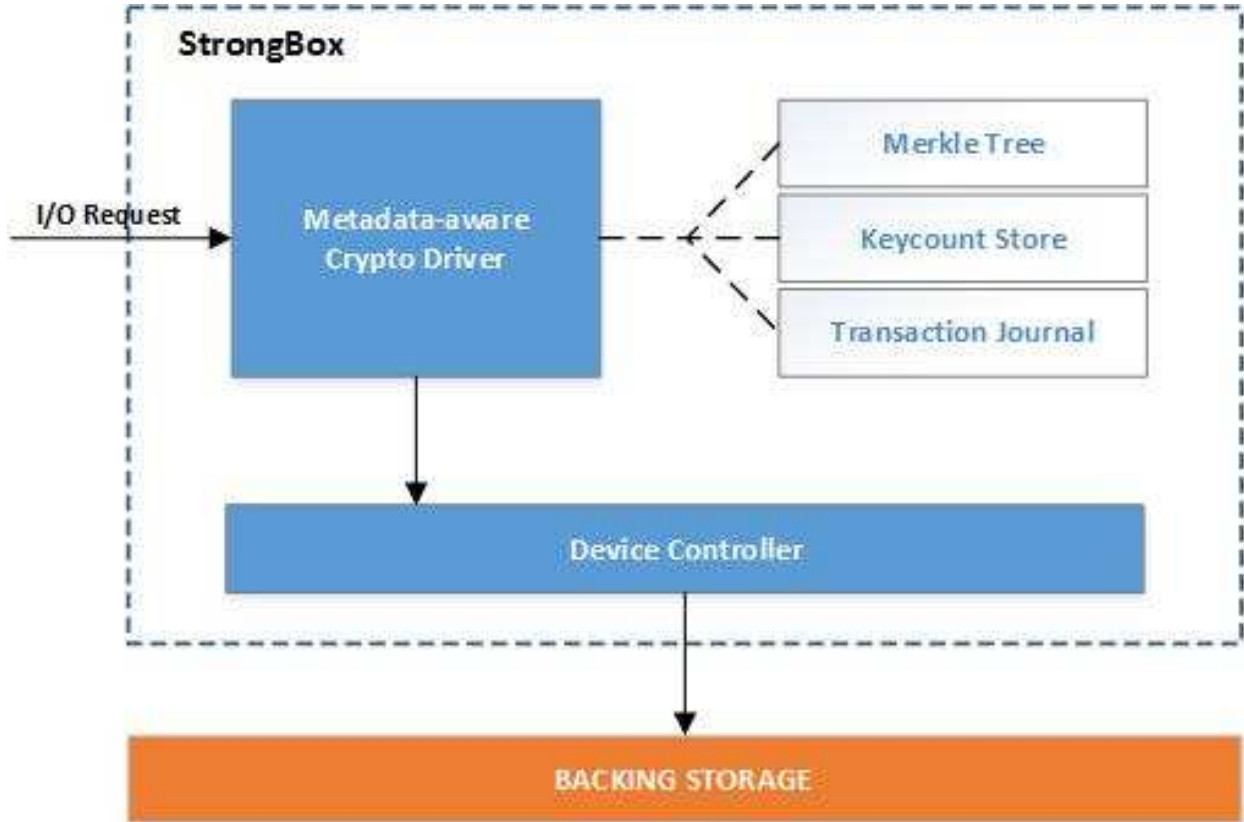 StrongBox
Merkle Tree
I/O Request
Metadata-aware
Crypto Driver
Keycount Store
Transaction Journal
Device Controller
BACKING STORAGE